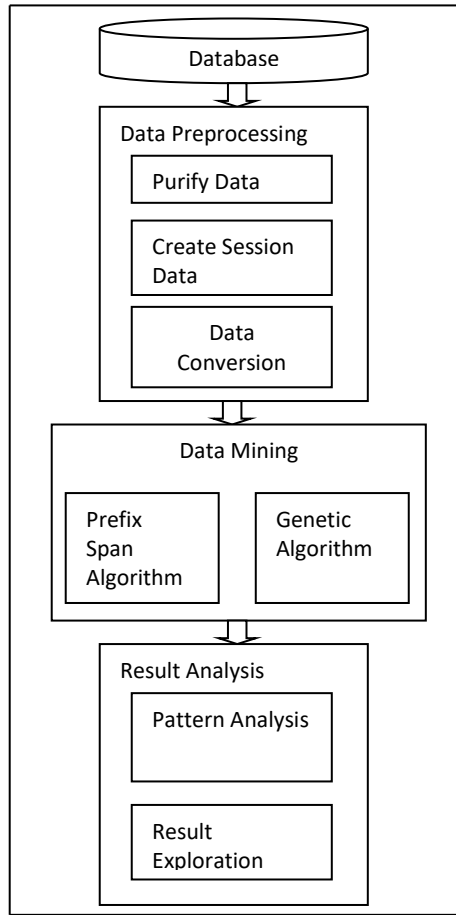 Database
Data Preprocessing
Purify Data
Create Session
Data
Data
Conversion
Data Mining
Prefix
Span
Algorithm
Genetic
Algorithm
Result Analysis
Pattern Analysis
Result
Exploration